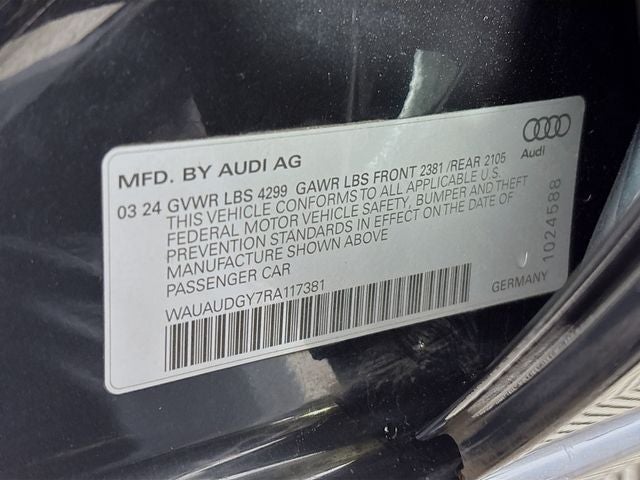 Audi
MFD. BY AUDI AG
03 24 GVWR LBS 4299 GAWR LBS FRONT 2381 /REAR 2105
THIS VEHICLE CONFORMS TO ALL APPLICABLE U.S.
FEDERAL MOTOR VEHICLE SAFETY, BUMPER AND THEFT
PREVENTION STANDARDS IN EFFECT ON THE DATE OF
MANUFACTURE SHOWN ABOVE
PASSENGER CAR
WAUAUDGY7RA117381
GERMANY
1024588